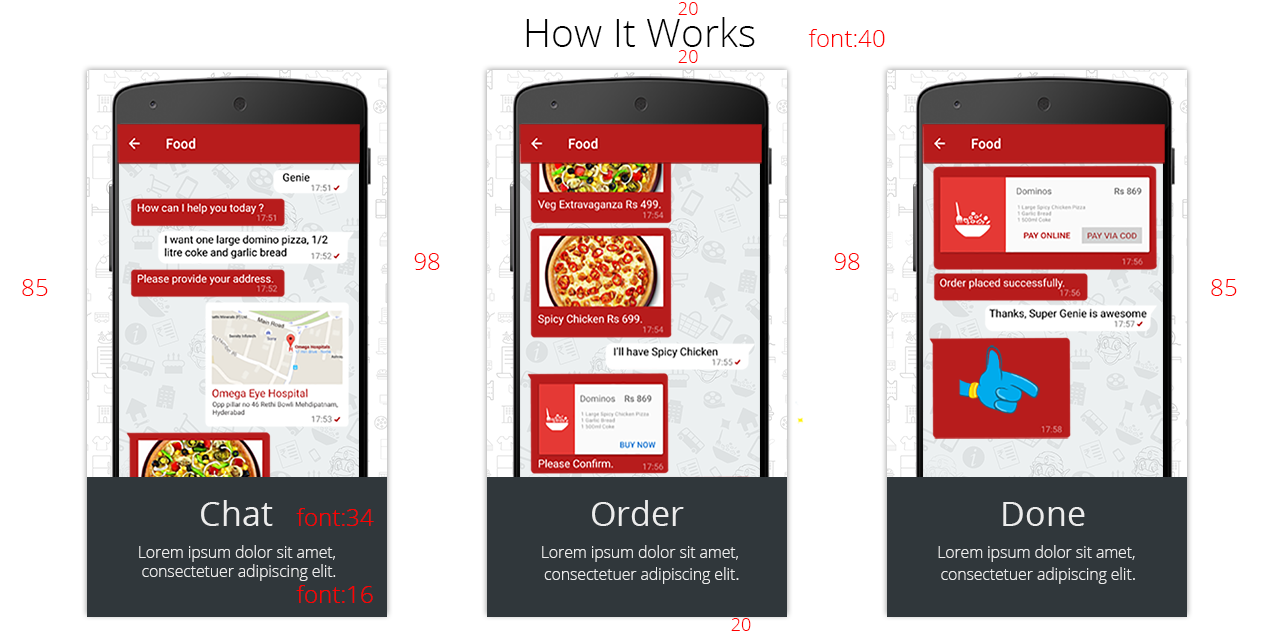 20
How It Works
font:40
20
85
98
98
85
Food
Genie
17:51
How can I help you today ?
17:51
I want one large domino pizza, 1/2
litre coke and garlic bread
17:52
Please provide your address.
17:52
Main Road
Omega Hospitals
Omega Eye Hospital
Opp pillar no 46 Rethi Bowli Mehdipatnam,
Hyderabad
17:53
Chat
font:34
Lorem ipsum dolor sit amet,
consectetuer adipiscing elit.
font:16
Food
Veg Extravaganza Rs 499.
17:54
Spicy Chicken Rs 699.
17:54
I'll have Spicy Chicken
17:55
Dominos Rs 869
1 Large Spicy Chicken Pizza
1 Garlic Bread
1 500ml Coke
BUY NOW
Please Confirm.
17:56
Order
Lorem ipsum dolor sit amet,
consectetuer adipiscing elit.
20
Food
Dominos Rs 869
1 Large Spicy Chicken Pizza
1 Garlic Bread
1 500ml Coke
PAY ONLINE PAY VIA COD
17:56
Order placed successfully.
17:56
Thanks, Super Genie is awesome
17:57
17:58
Done
Lorem ipsum dolor sit amet,
consectetuer adipiscing elit.